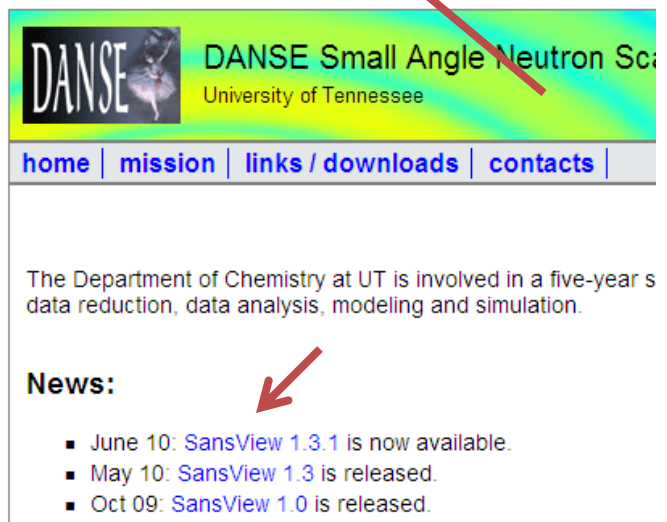 DANSE
DANSE Small Angle Neutron
University of Tennessee
home | mission | links / downloads | contacts |
The Department of Chemistry at UT is involved in a five-year
data reduction, data analysis, modeling and simulation.
News:
June 10: SansView 1.3.1 is now available.
May 10: SansView 1.3 is released.
Oct 09: SansView 1.0 is released.